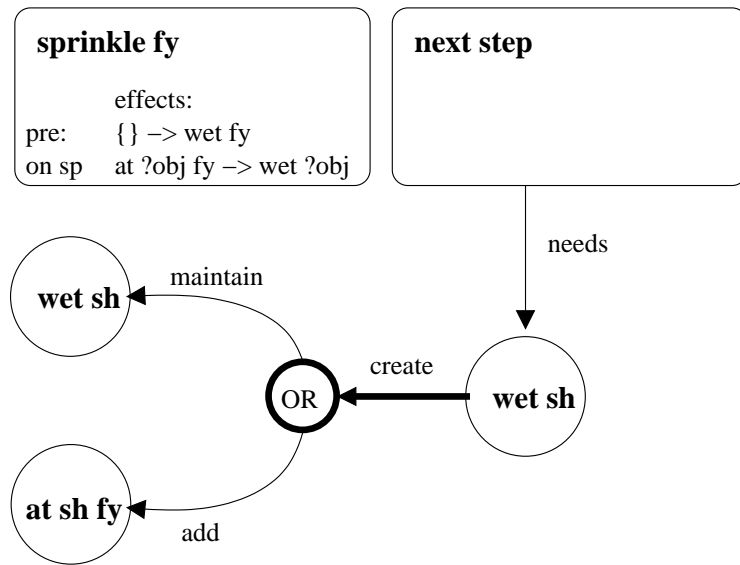 sprinkle fy
effects:
pre: {} −> wet fy
on sp at ?obj fy −> wet ?obj
next step
needs
maintain
wet sh
create
OR
wet sh
at sh fy
add